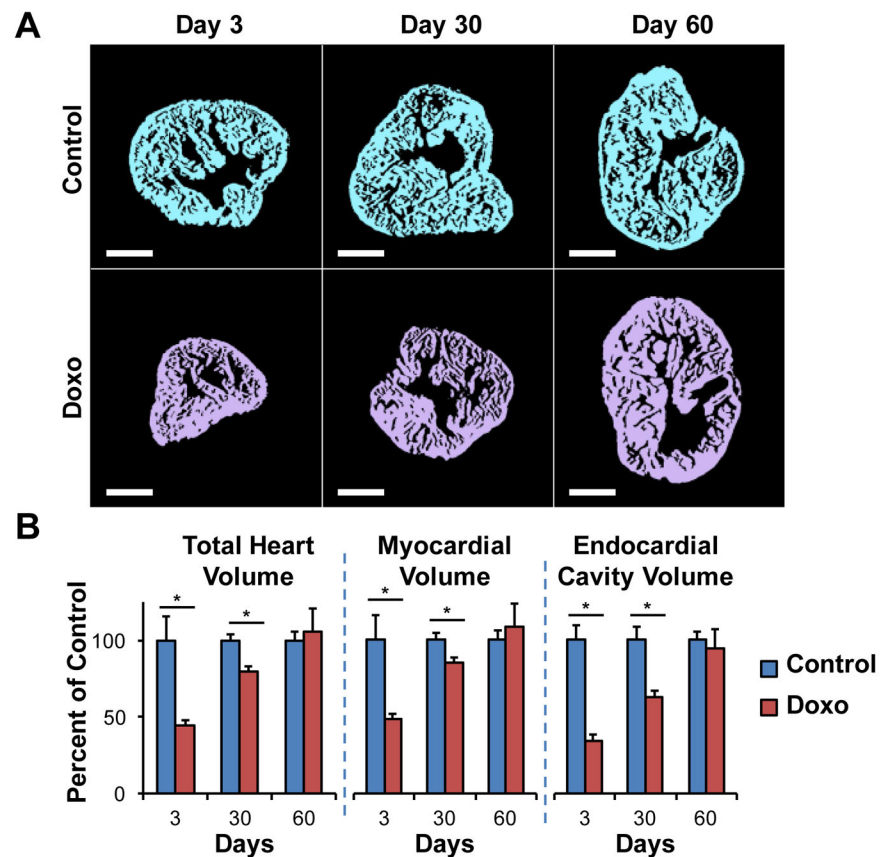 A
Day 3 Day 30 Day 60
Control
Doxo
B
Total Heart Volume
Myocardial Volume
Endocardial Cavity Volume
Percent of Control
100
50
0
* * * * * *
3 30 60 3 30 60 3 30 60
Days Days Days
Control
Doxo